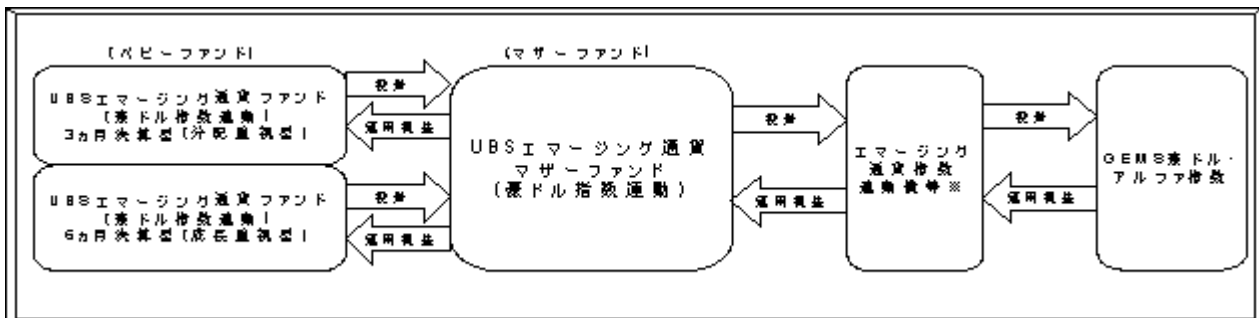 (ベビーファンド)
(マザーファンド)
UBSエマージング通貨ファンド
(豪ドル指数連動)
3ヵ月決算型(分配重視型)
UBSエマージング通貨ファンド
(豪ドル指数連動)
6ヵ月決算型(成長重視型)
投資
運用損益
投資
運用損益
UBSエマージング通貨
マザーファンド
(豪ドル指数連動)
投資
運用損益
エマージング
通貨指数
連動債等※
投資
運用損益
GEMS豪ドル・
アルファ指数